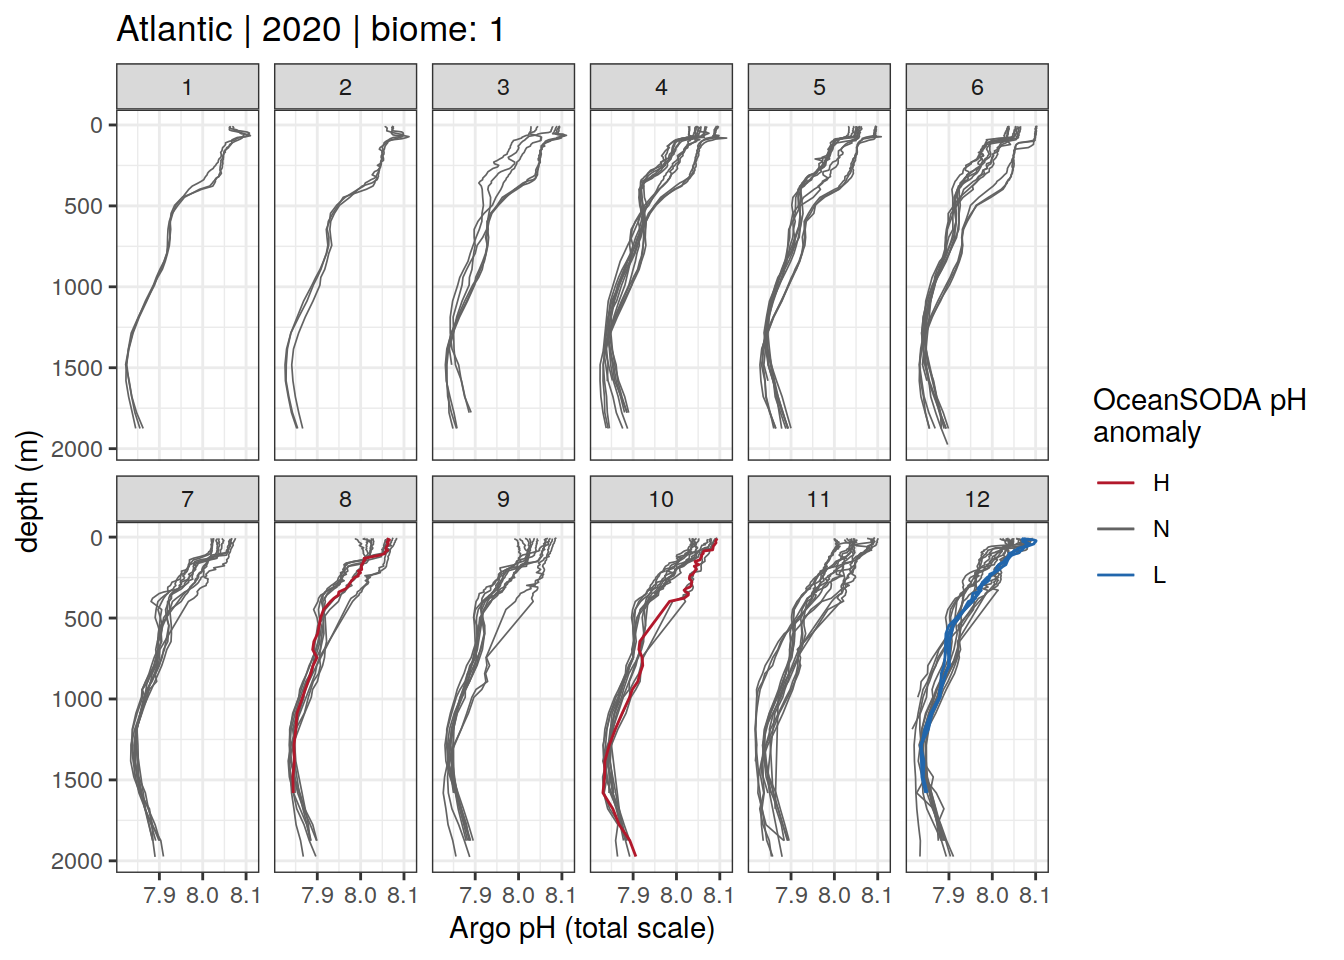 Atlantic | 2020 | biome: 1
1 2 3 4 5 6
0
500
1000
1500
2000
7 8 9 10 11 12
0
500
1000
1500
2000
7.9 8.0 8.1 7.9 8.0 8.1 7.9 8.0 8.1 7.9 8.0 8.1 7.9 8.0 8.1 7.9 8.0 8.1
Argo pH (total scale)
depth (m)
OceanSODA pH
anomaly
H
N
L